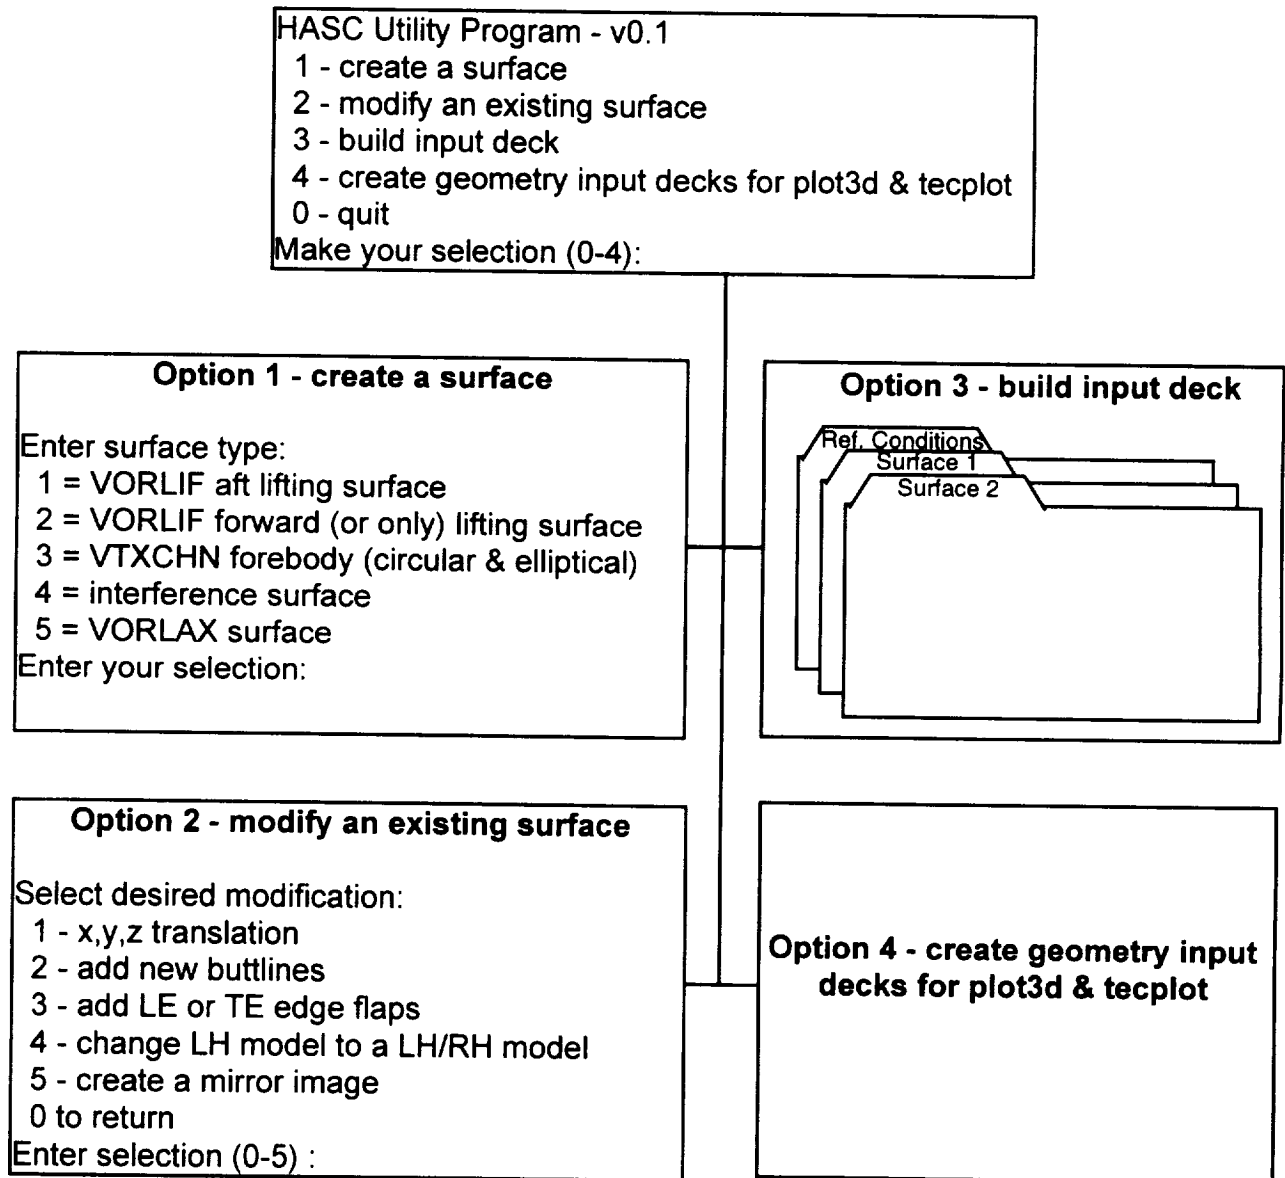 HASC Utility Program - v0.1
1 - create a surface
2 - modify an existing surface
3 - build input deck
4 - create geometry input decks for plot3d & tecplot
0 - quit
Make your selection (0-4):
Option 1 - create a surface
Enter surface type:
1 = VORLIF aft lifting surface
2 = VORLIF forward (or only) lifting surface
3 = VTXCHN forebody (circular & elliptical)
4 = interference surface
5 = VORLAX surface
Enter your selection:
Option 3 - build input deck
Ref. Conditions
Surface 1
Surface 2
Option 2 - modify an existing surface
Select desired modification:
1 - x,y,z translation
2 - add new buttlines
3 - add LE or TE edge flaps
4 - change LH model to a LH/RH model
5 - create a mirror image
0 to return
Enter selection (0-5) :
Option 4 - create geometry input
decks for plot3d & tecplot